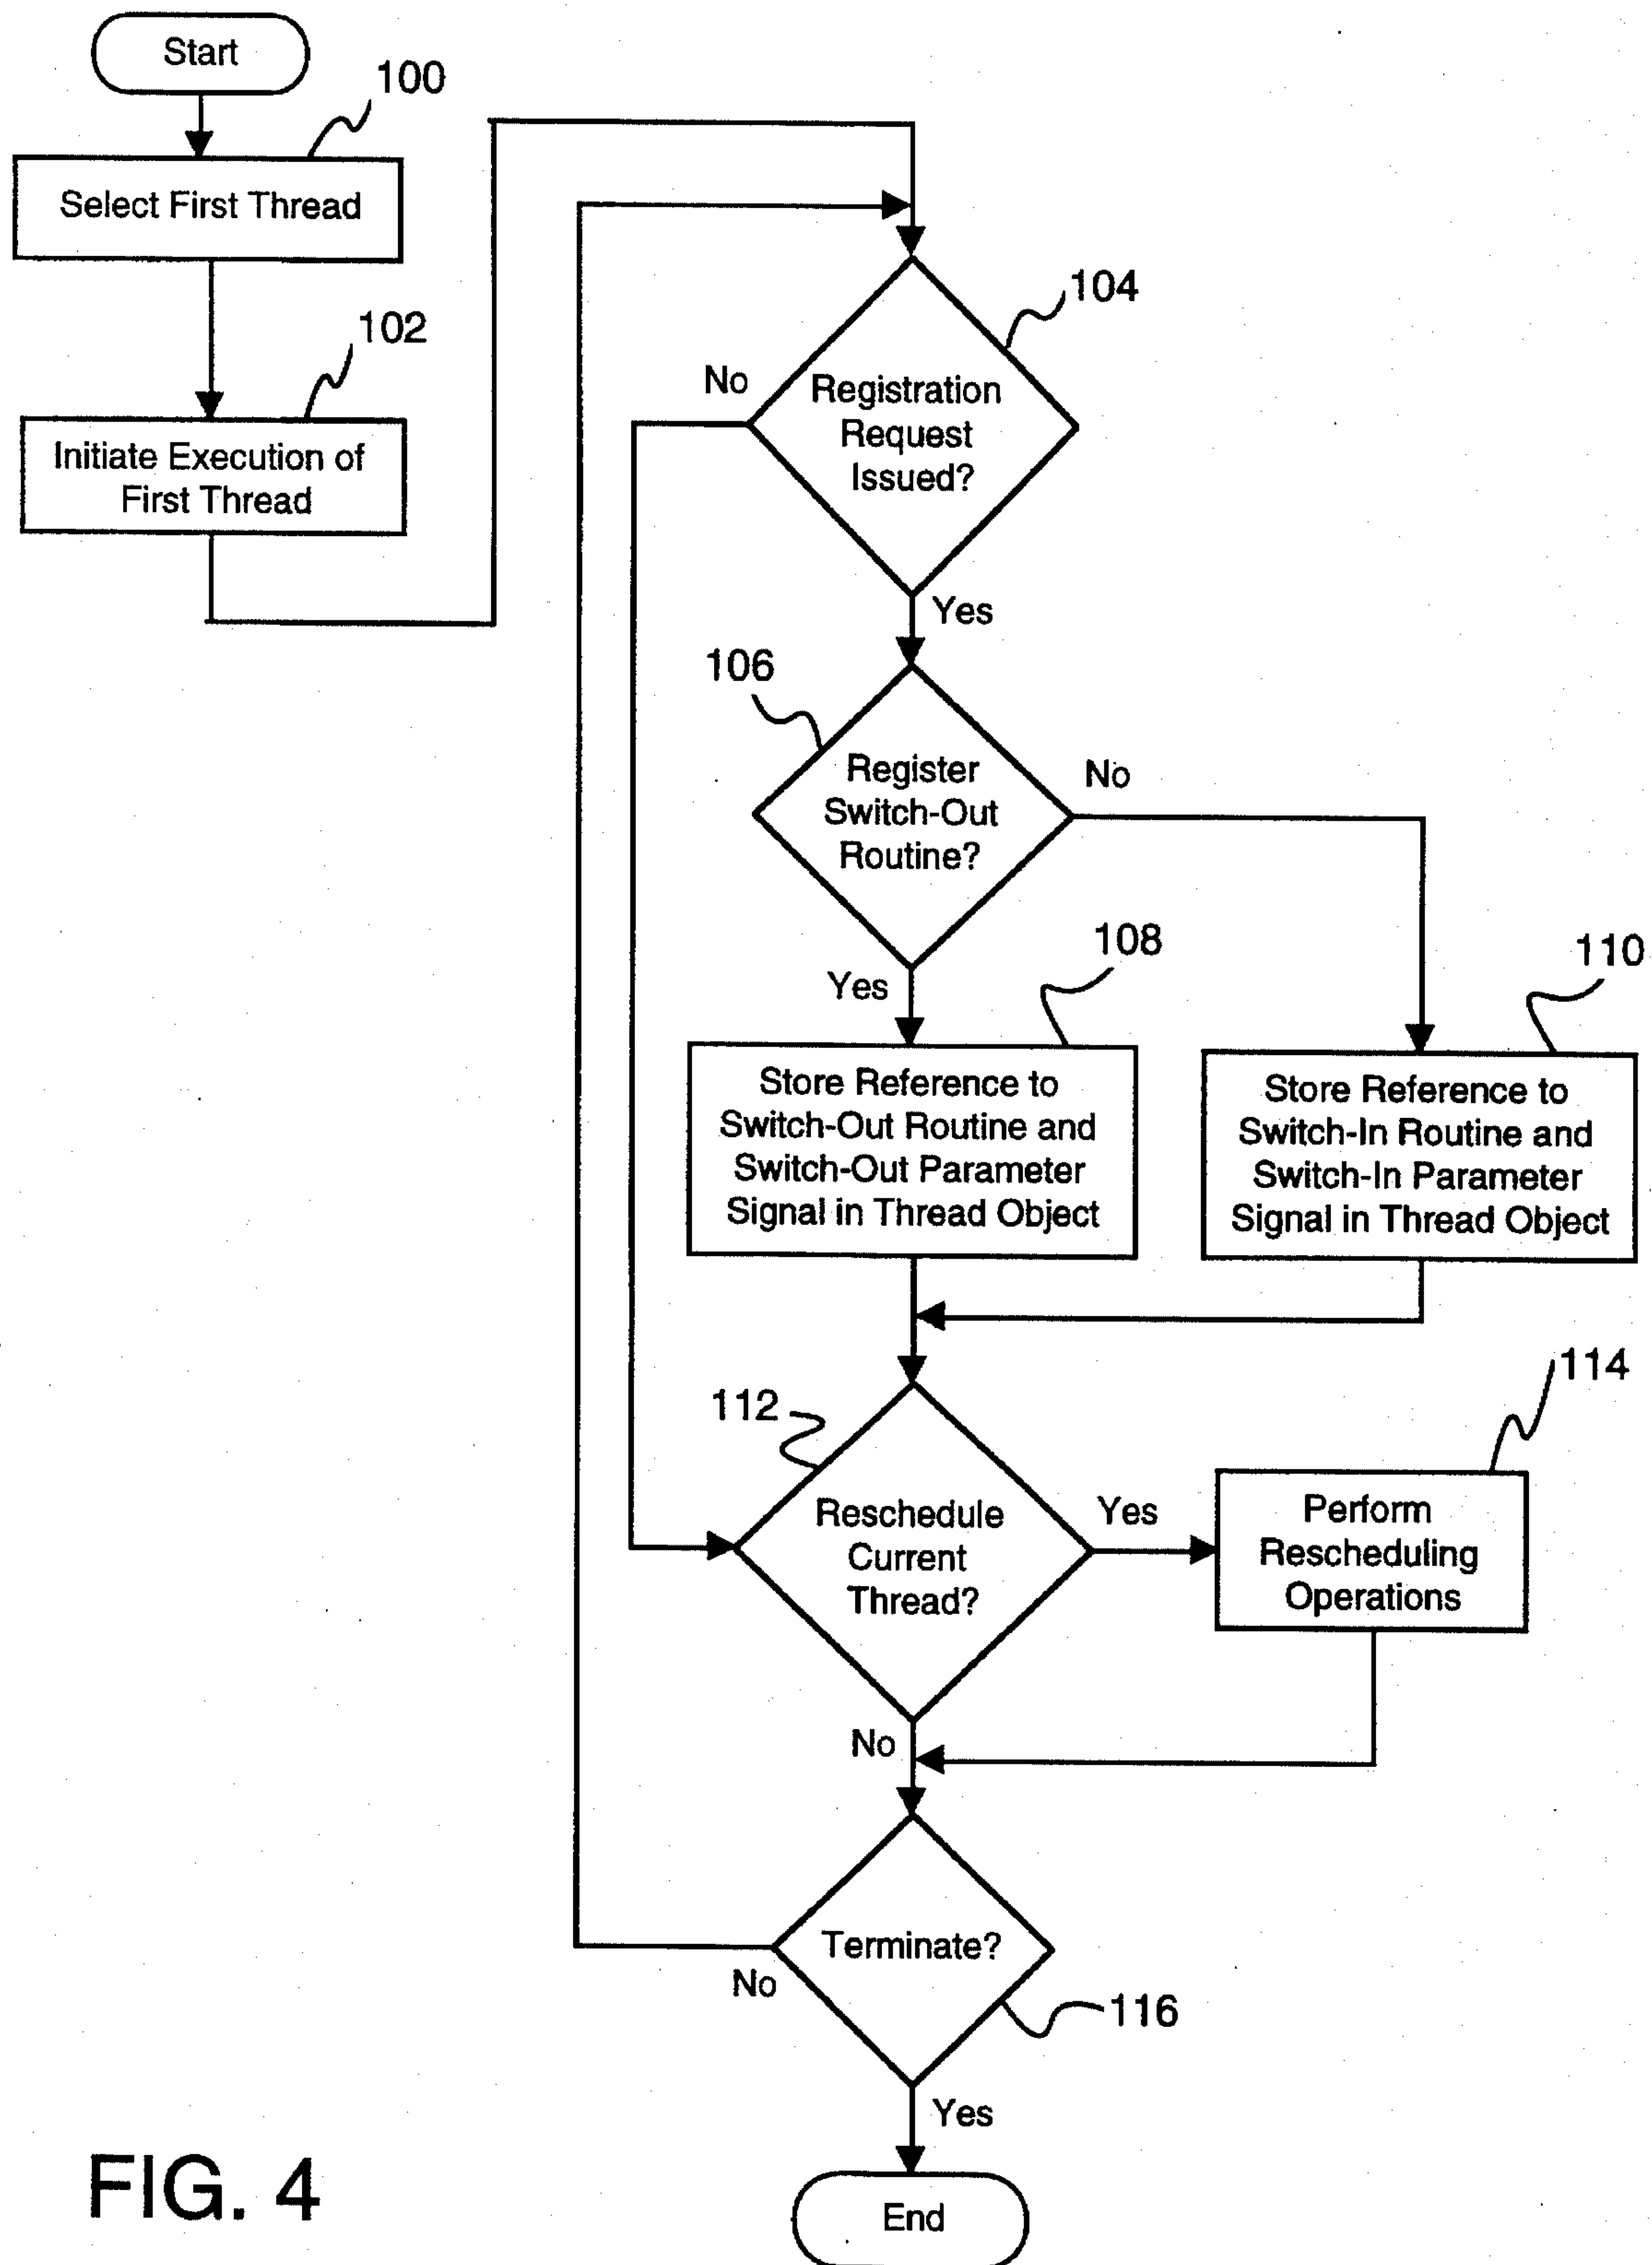 Start
100
Select First Thread
102
Initiate Execution of
First Thread
104
No
Registration
Request
Issued?
Yes
106
Register
Switch-Out
Routine?
No
Yes
108
110
Store Reference to
Switch-Out Routine and
Switch-Out Parameter
Signal in Thread Object
Store Reference to
Switch-In Routine and
Switch-In Parameter
Signal in Thread Object
112
114
Reschedule
Current
Thread?
Yes
Perform
Rescheduling
Operations
No
Terminate?
No
116
Yes
End
FIG. 4